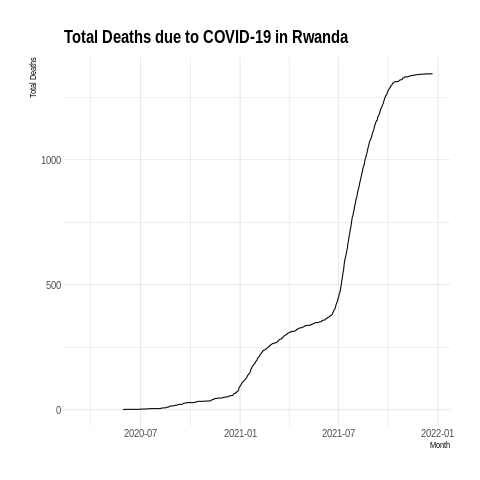 Total Deaths due to COVID-19 in Rwanda
Total Deaths
1000
500
0
2020-07
2021-01
2021-07
2022-01
Month